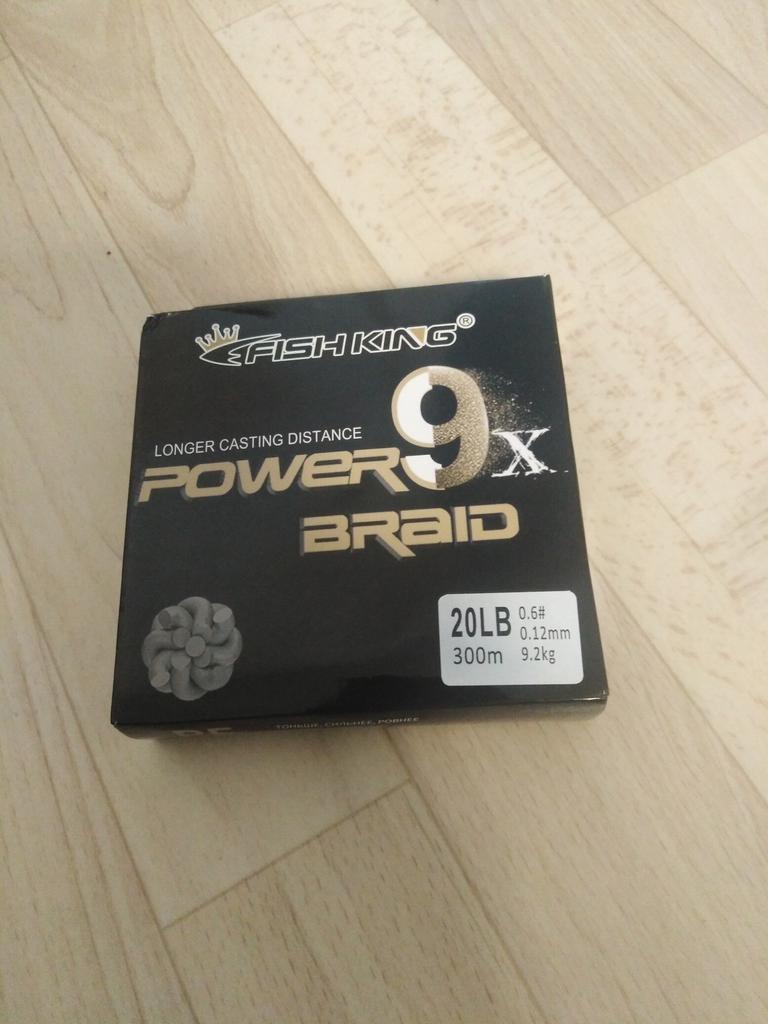 FISH KING®
LONGER CASTING DISTANCE
POWER 9X
BRAID
20LB 0.6#
0.12mm
300m 9.2kg
ТОНЬШЕ, СИЛЬНЕЕ, РОВНЕЕ